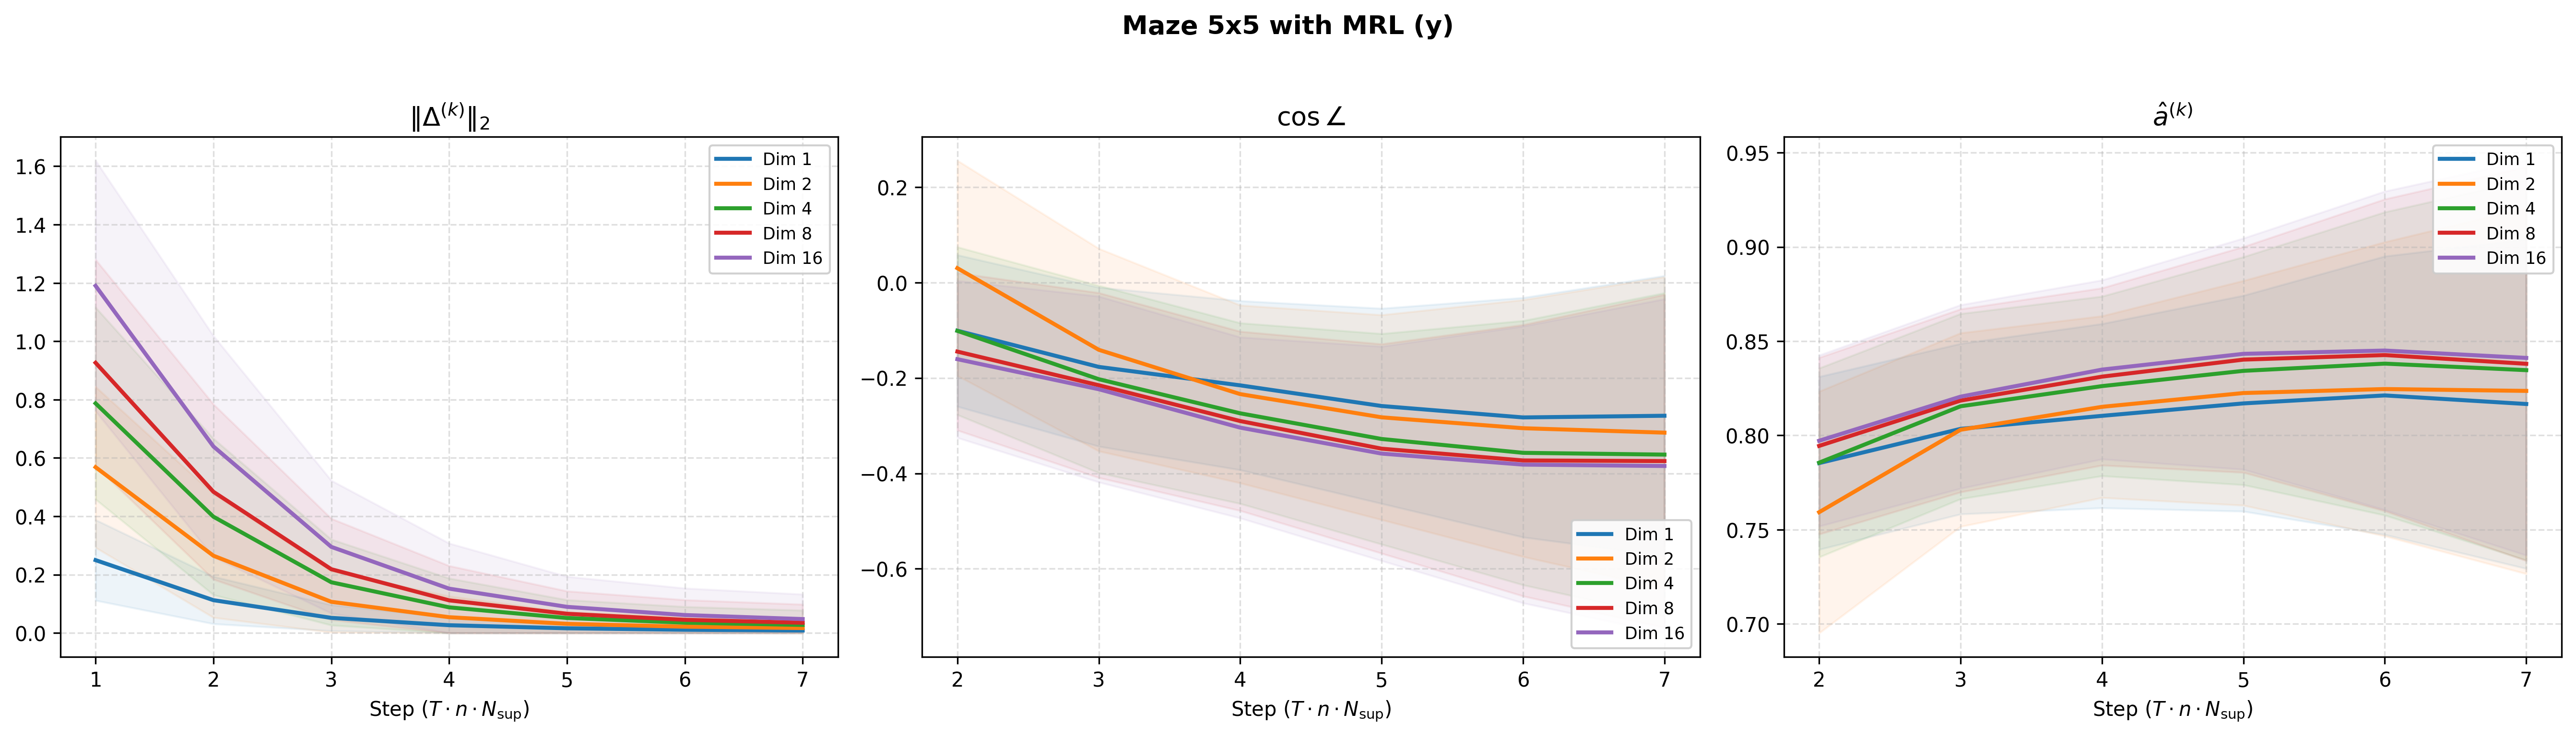 Maze 5x5 with MRL (y)
‖Δ^(k)‖₂
1.6
1.4
1.2
1.0
0.8
0.6
0.4
0.2
0.0
Dim 1
Dim 2
Dim 4
Dim 8
Dim 16
1 2 3 4 5 6 7
Step (T · n · N_sup)
cos ∠
0.2
0.0
−0.2
−0.4
−0.6
Dim 1
Dim 2
Dim 4
Dim 8
Dim 16
2 3 4 5 6 7
Step (T · n · N_sup)
â^(k)
0.95
0.90
0.85
0.80
0.75
0.70
Dim 1
Dim 2
Dim 4
Dim 8
Dim 16
2 3 4 5 6 7
Step (T · n · N_sup)